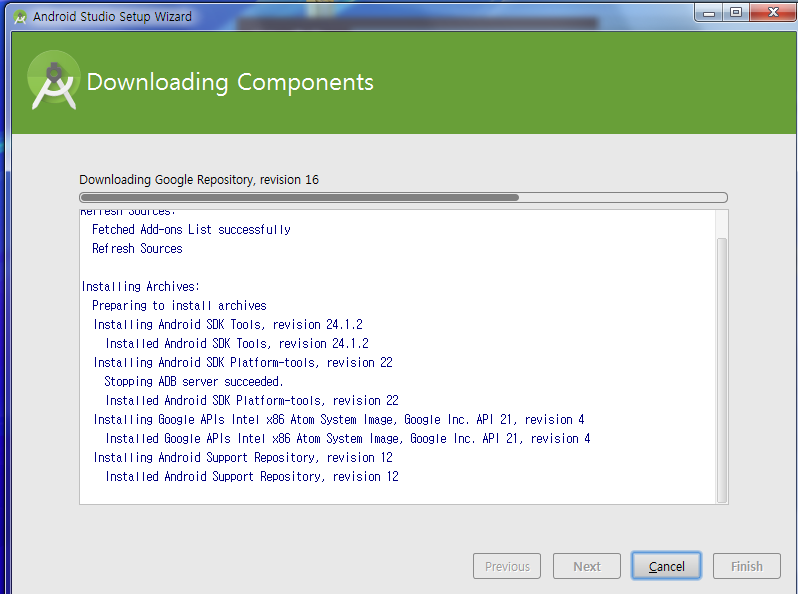 Android Studio Setup Wizard
Downloading Components
Downloading Google Repository, revision 16
Refresh Sources:
Fetched Add-ons List successfully
Refresh Sources
Installing Archives:
Preparing to install archives
Installing Android SDK Tools, revision 24.1.2
Installed Android SDK Tools, revision 24.1.2
Installing Android SDK Platform-tools, revision 22
Stopping ADB server succeeded.
Installed Android SDK Platform-tools, revision 22
Installing Google APIs Intel x86 Atom System Image, Google Inc. API 21, revision 4
Installed Google APIs Intel x86 Atom System Image, Google Inc. API 21, revision 4
Installing Android Support Repository, revision 12
Installed Android Support Repository, revision 12
Previous Next Cancel Finish